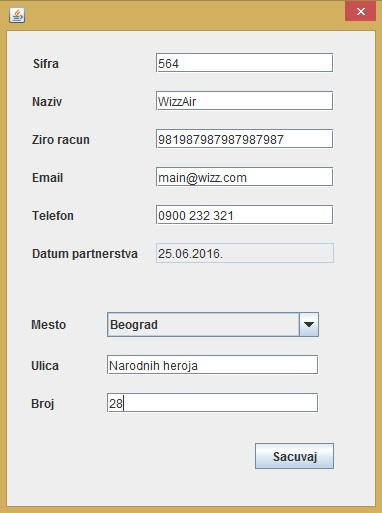 Sifra 564
Naziv WizzAir
Ziro racun 981987987987987987
Email main@wizz.com
Telefon 0900 232 321
Datum partnerstva 25.06.2016.
Mesto Beograd
Ulica Narodnih heroja
Broj 28
Sacuvaj